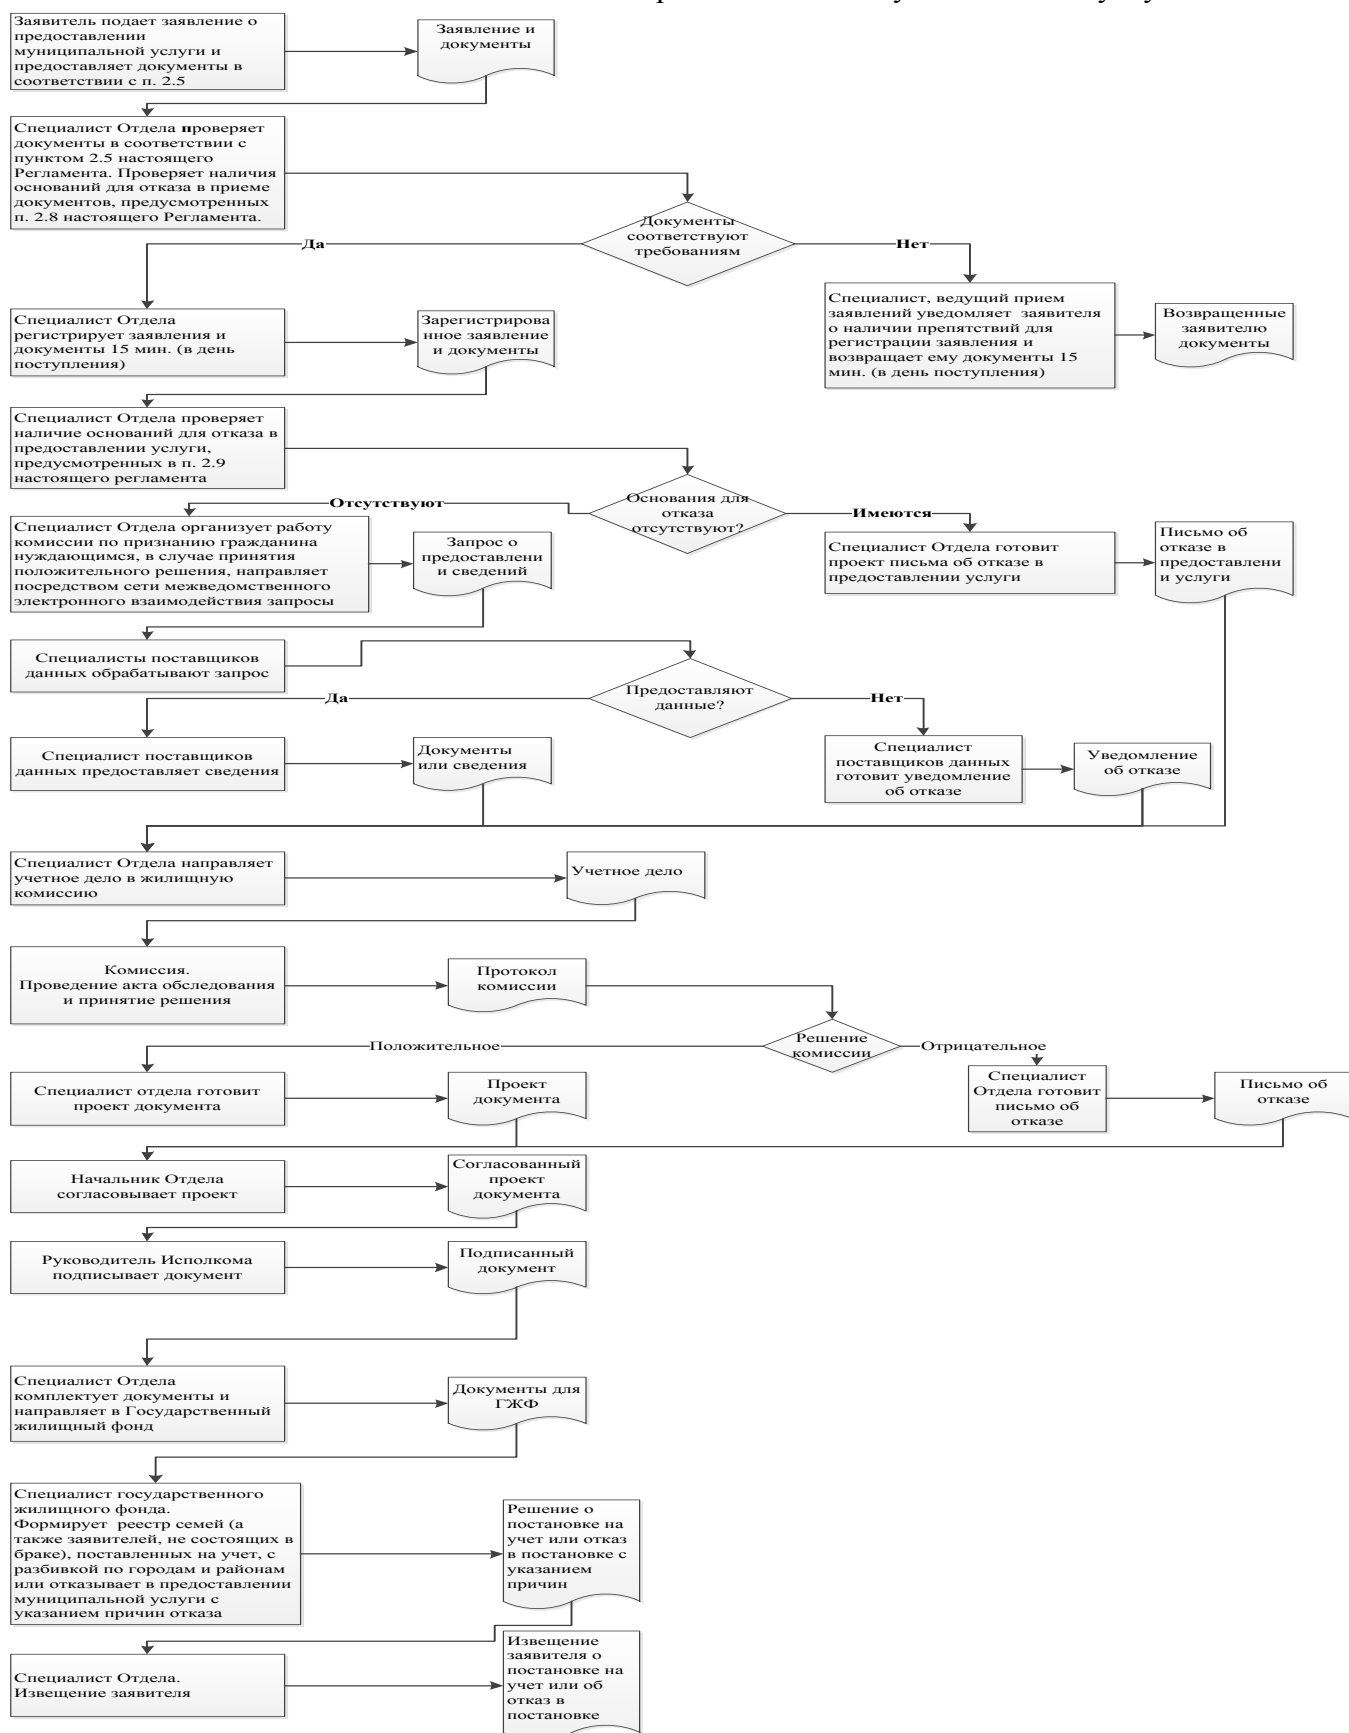 Заявитель подает заявление о
предоставлении
муниципальной услуги и
предоставляет документы в
соответствии с п. 2.5
Заявление и
документы
Специалист Отдела проверяет
документы в соответствии с
пунктом 2.5 настоящего
Регламента. Проверяет наличия
оснований для отказа в приеме
документов, предусмотренных
п. 2.8 настоящего Регламента.
Документы
соответствуют
требованиям
Да
Нет
Специалист Отдела
регистрирует заявления и
документы 15 мин. (в день
поступления)
Зарегистрирова
нное заявление
и документы
Специалист, ведущий прием
заявлений уведомляет заявителя
о наличии препятствий для
регистрации заявления и
возвращает ему документы 15
мин. (в день поступления)
Возвращенные
заявителю
документы
Специалист Отдела проверяет
наличие оснований для отказа в
предоставлении услуги,
предусмотренных в п. 2.9
настоящего регламента
Основания для
отказа
отсутствуют?
Отсутствуют
Имеются
Специалист Отдела организует работу
комиссии по признанию гражданина
нуждающимся, в случае принятия
положительного решения, направляет
посредством сети межведомственного
электронного взаимодействия запросы
Запрос о
предоставлени
и сведений
Специалист Отдела готовит
проект письма об отказе в
предоставлении услуги
Письмо об
отказе в
предоставлени
и услуги
Специалисты поставщиков
данных обрабатывают запрос
Предоставляют
данные?
Да
Нет
Специалист поставщиков
данных предоставляет сведения
Документы
или сведения
Специалист
поставщиков данных
готовит уведомление
об отказе
Уведомление
об отказе
Специалист Отдела направляет
учетное дело в жилищную
комиссию
Учетное дело
Комиссия.
Проведение акта обследования
и принятие решения
Протокол
комиссии
Решение
комиссии
Положительное
Отрицательное
Специалист отдела готовит
проект документа
Проект
документа
Специалист
Отдела готовит
письмо об
отказе
Письмо об
отказе
Начальник Отдела
согласовывает проект
Согласованный
проект
документа
Руководитель Исполкома
подписывает документ
Подписанный
документ
Специалист Отдела
комплектует документы и
направляет в Государственный
жилищный фонд
Документы для
ГЖФ
Специалист государственного
жилищного фонда.
Формирует реестр семей (а
также заявителей, не состоящих в
браке), поставленных на учет, с
разбивкой по городам и районам
или отказывает в предоставлении
муниципальной услуги с
указанием причин отказа
Решение о
постановке на
учет или отказ
в постановке с
указанием
причин
Специалист Отдела.
Извещение заявителя
Извещение
заявителя о
постановке на
учет или об
отказ в
постановке